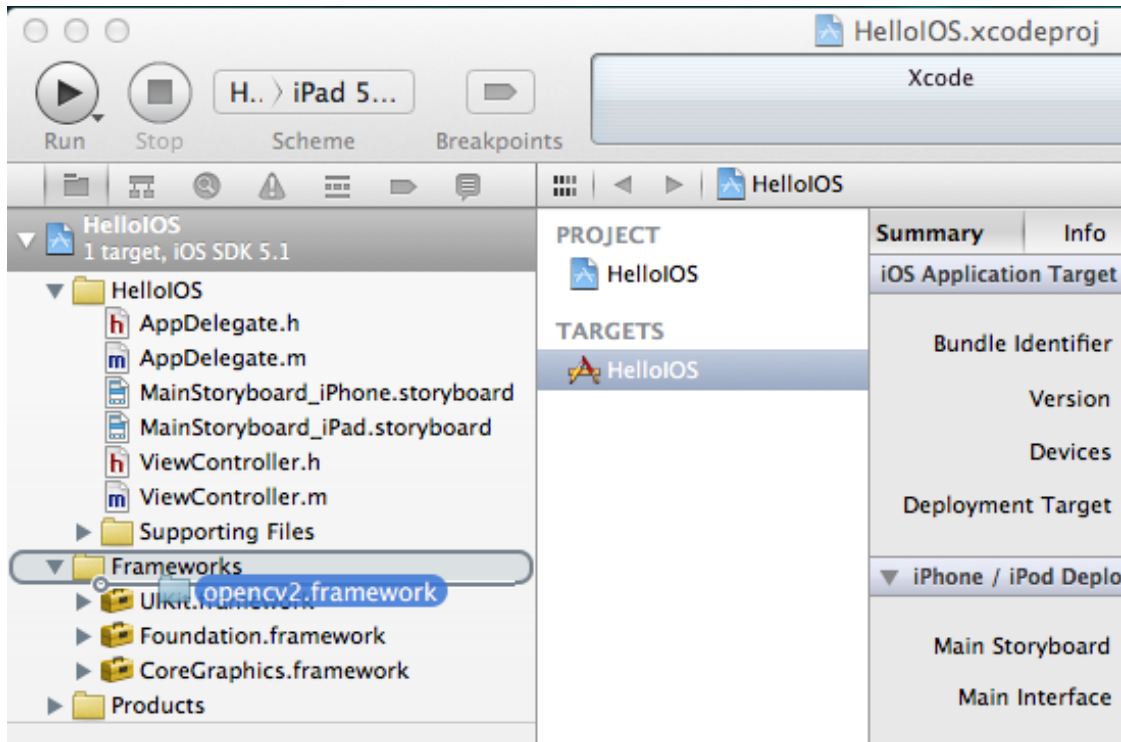 HelloIOS.xcodeproj
H.. 〉 iPad 5...
Xcode
Run
Stop
Scheme
Breakpoints
HelloIOS
HelloIOS
1 target, iOS SDK 5.1
HelloIOS
AppDelegate.h
AppDelegate.m
MainStoryboard_iPhone.storyboard
MainStoryboard_iPad.storyboard
ViewController.h
ViewController.m
Supporting Files
Frameworks
opencv2.framework
UIKit.framework
Foundation.framework
CoreGraphics.framework
Products
PROJECT
HelloIOS
TARGETS
HelloIOS
Summary
Info
iOS Application Target
Bundle Identifier
Version
Devices
Deployment Target
iPhone / iPod Deplo
Main Storyboard
Main Interface